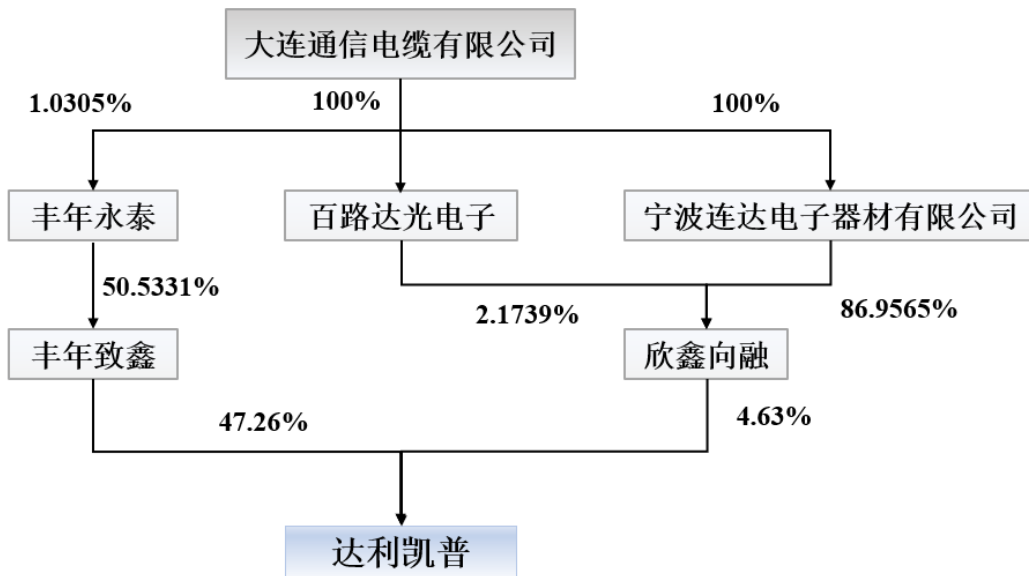 大连通信电缆有限公司
1.0305%
100%
100%
丰年永泰
百路达光电子
宁波连达电子器材有限公司
50.5331%
2.1739%
86.9565%
丰年致鑫
欣鑫向融
47.26%
4.63%
达利凯普